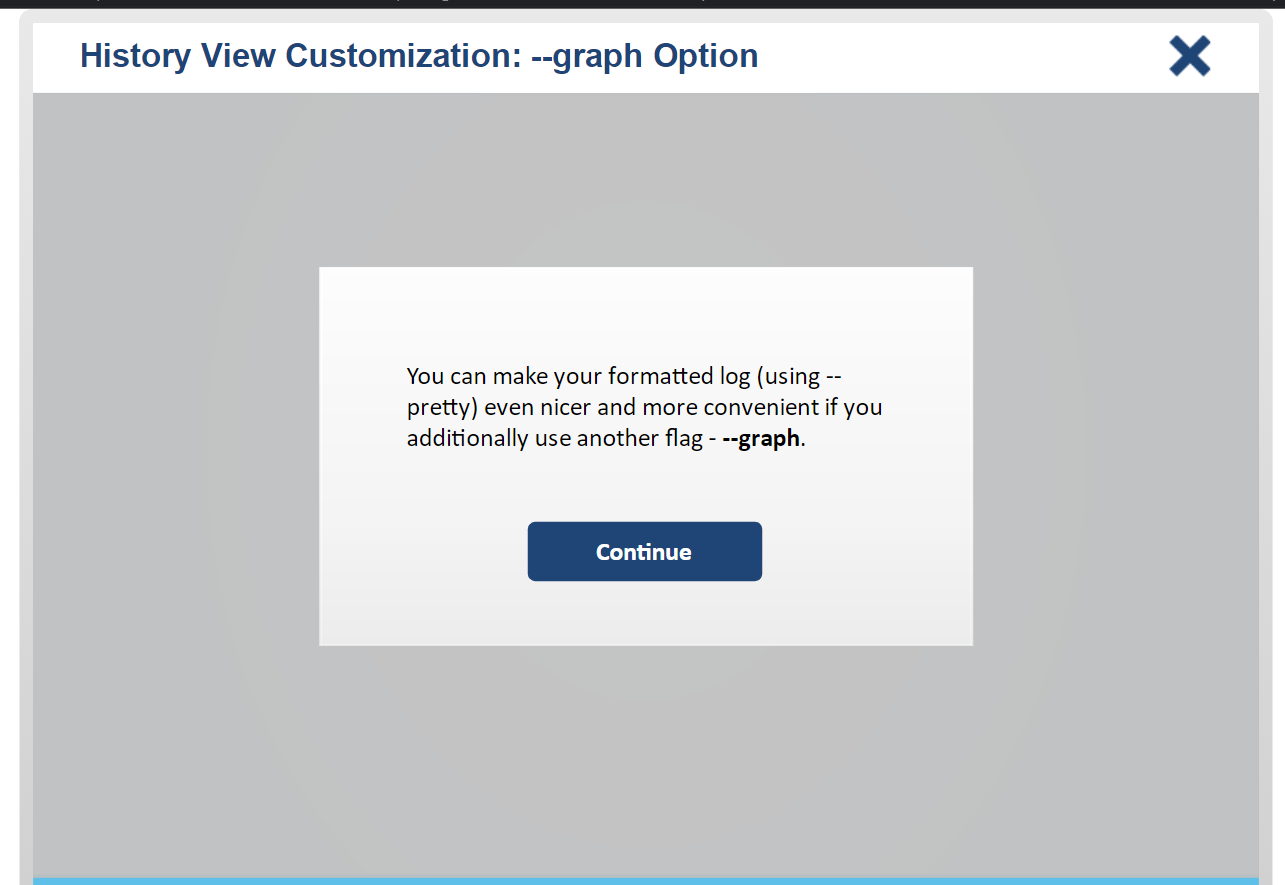 History View Customization: --graph Option
You can make your formatted log (using --
pretty) even nicer and more convenient if you
additionally use another flag - --graph.
Continue